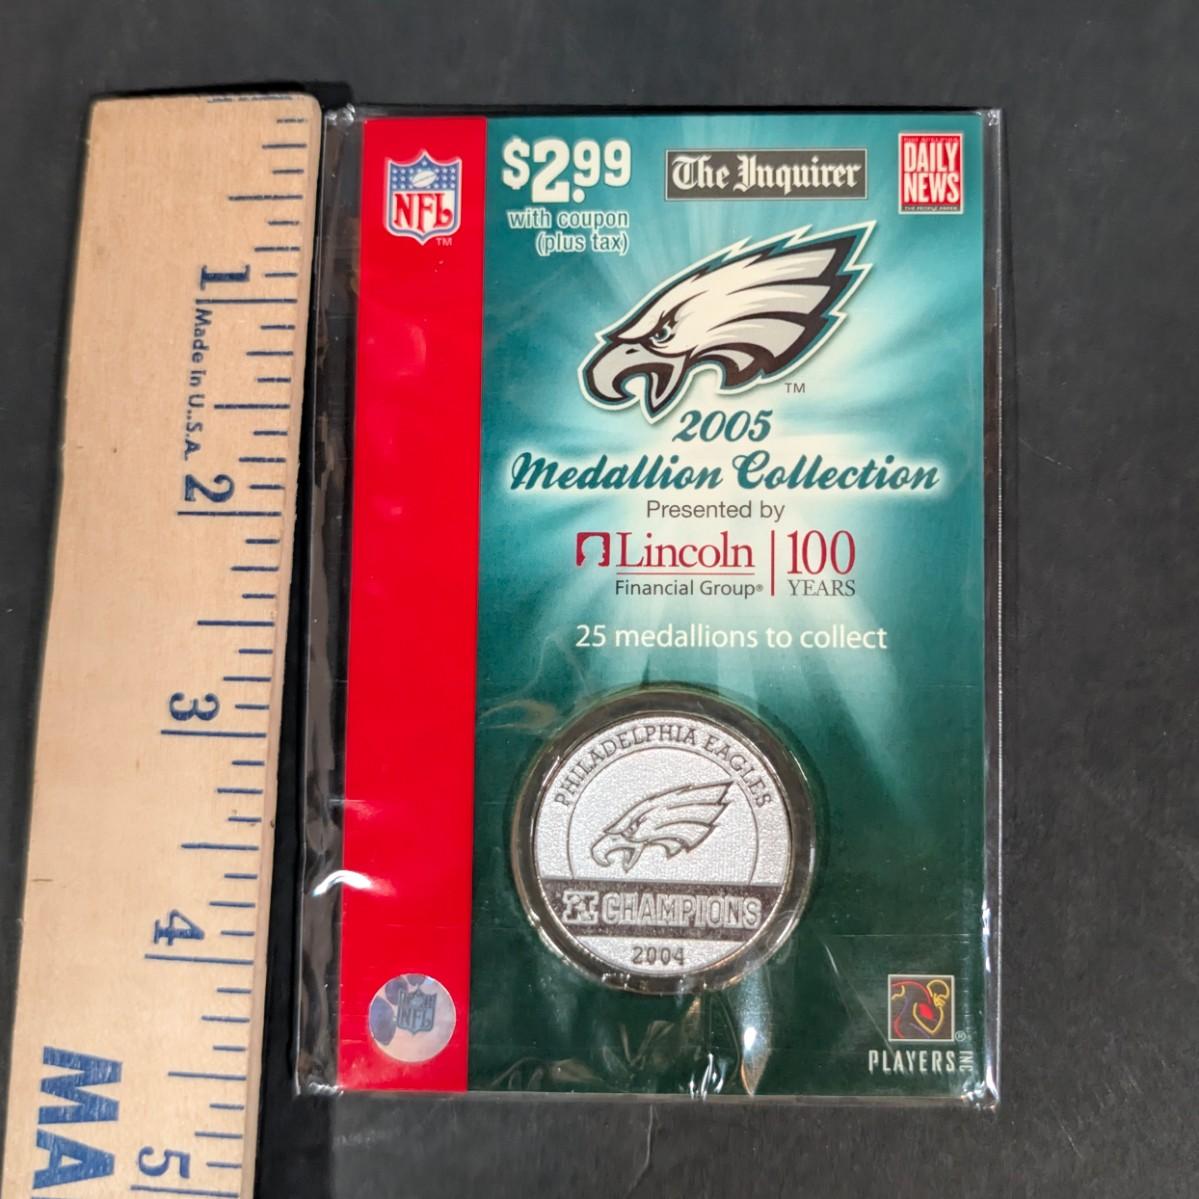 1
Made in U.S.A.
2
3
4
5
MA
NFL
TM
$2.99
with coupon
(plus tax)
The Inquirer
DAILY
NEWS
TM
2005
Medallion Collection
Presented by
Lincoln
Financial Group®
100
YEARS
25 medallions to collect
PHILADELPHIA EAGLES
N CHAMPIONS
2004
NFL
®
PLAYERS INC